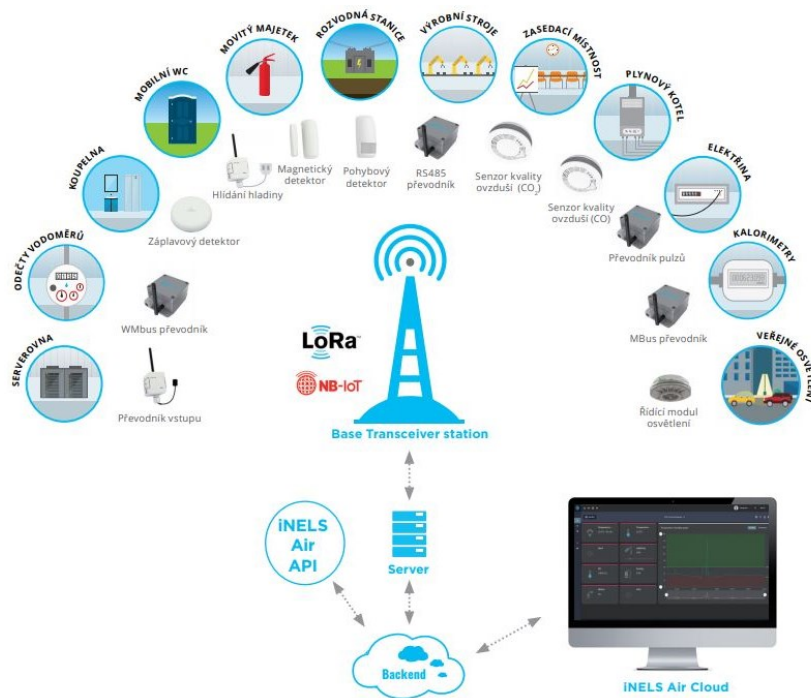 SERVEROVNA
ODEČTY VODOMĚRŮ
KOUPELNA
MOBILNÍ WC
MOVITÝ MAJETEK
ROZVODNÁ STANICE
VÝROBNÍ STROJE
ZASEDACÍ MÍSTNOST
PLYNOVÝ KOTEL
ELEKTŘINA
KALORIMETRY
VEŘEJNÉ OSVĚTLENÍ
Převodník vstupu
WMbus převodník
Záplavový detektor
Hlídání hladiny
Magnetický
detektor
Pohybový
detektor
RS485
převodník
Senzor kvality
ovzduší (CO2)
Senzor kvality
ovzduší (CO)
Převodník pulzů
MBus převodník
Řídící modul
osvětlení
LoRa™
NB-IoT
Base Transceiver station
iNELS
Air
API
Server
Backend
iNELS Air Cloud